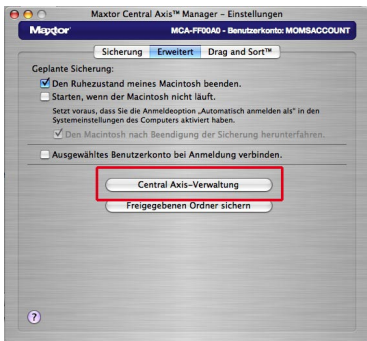 Maxtor Central Axis™ Manager – Einstellungen
Maxtor
MCA-FF00A0 - Benutzerkonto: MOMSACCOUNT
Sicherung Erweitert Drag and Sort™
Geplante Sicherung:
Den Ruhezustand meines Macintosh beenden.
Starten, wenn der Macintosh nicht läuft.
Setzt voraus, dass Sie die Anmeldeoption „Automatisch anmelden als" in den
Systemeinstellungen des Computers aktiviert haben.
Den Macintosh nach Beendigung der Sicherung herunterfahren.
Ausgewähltes Benutzerkonto bei Anmeldung verbinden.
Central Axis-Verwaltung
Freigegebenen Ordner sichern
?